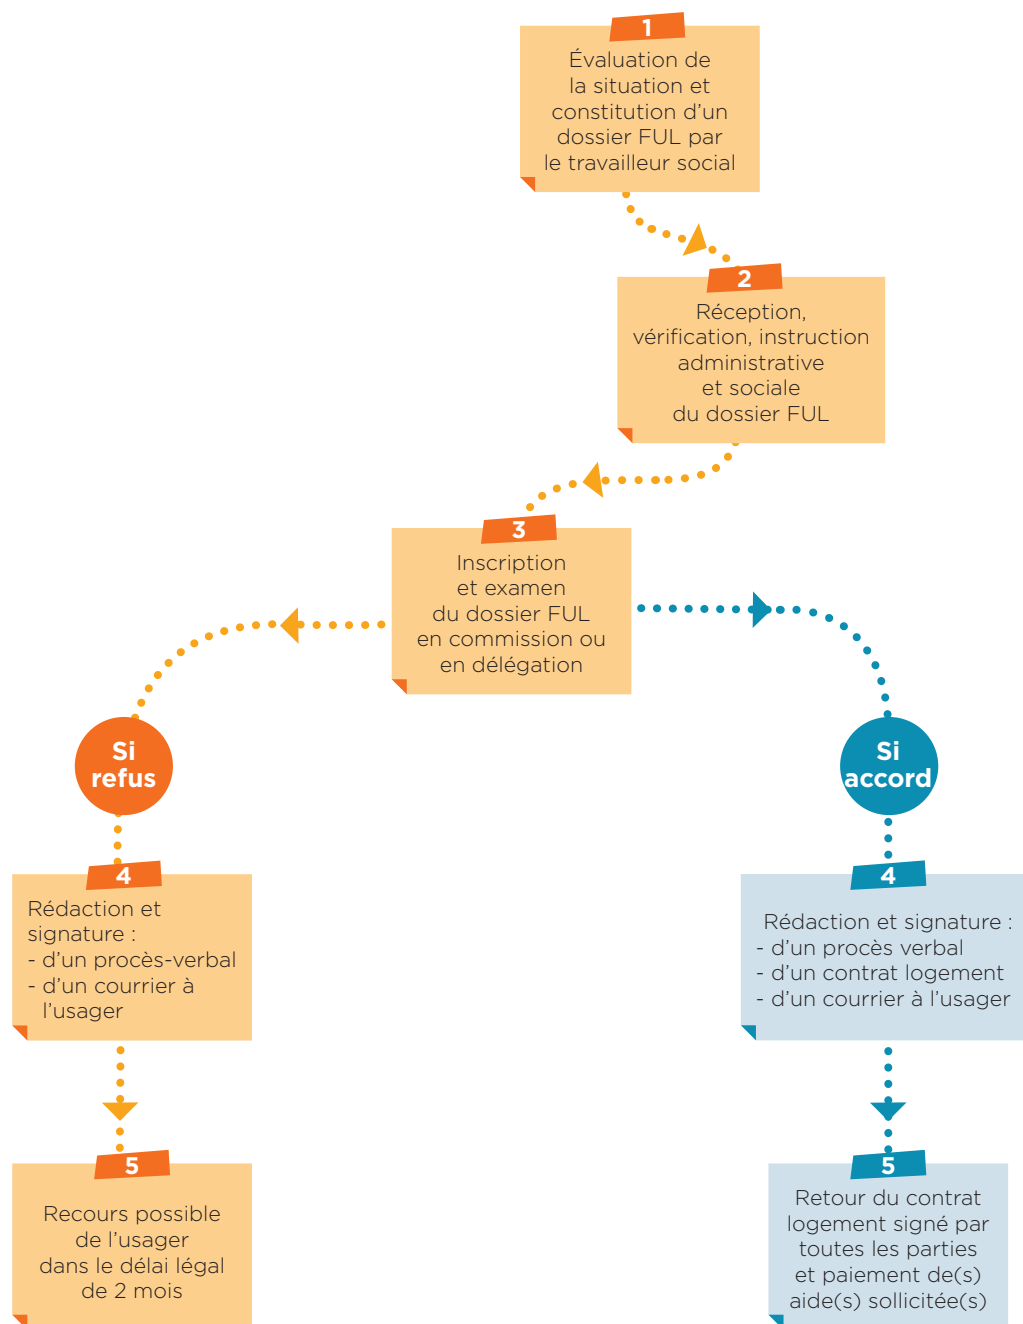 1
Évaluation de
la situation et
constitution d'un
dossier FUL par
le travailleur social
2
Réception,
vérification, instruction
administrative
et sociale
du dossier FUL
3
Inscription
et examen
du dossier FUL
en commission ou
en délégation
Si
refus
4
Rédaction et
signature :
- d'un procès-verbal
- d'un courrier à
l'usager
5
Recours possible
de l'usager
dans le délai légal
de 2 mois
Si
accord
4
Rédaction et signature :
- d'un procès verbal
- d'un contrat logement
- d'un courrier à l'usager
5
Retour du contrat
logement signé par
toutes les parties
et paiement de(s)
aide(s) sollicitée(s)